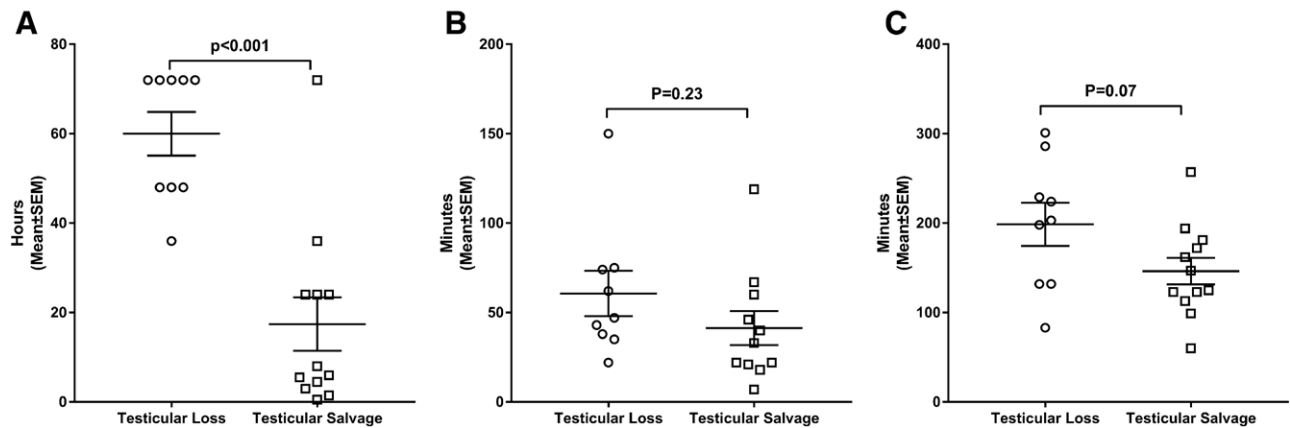 A
Hours
(Mean±SEM)
80
60
40
20
0
p<0.001
Testicular Loss
Testicular Salvage
B
Minutes
(Mean±SEM)
200
150
100
50
0
P=0.23
Testicular Loss
Testicular Salvage
C
Minutes
(Mean±SEM)
400
300
200
100
0
P=0.07
Testicular Loss
Testicular Salvage